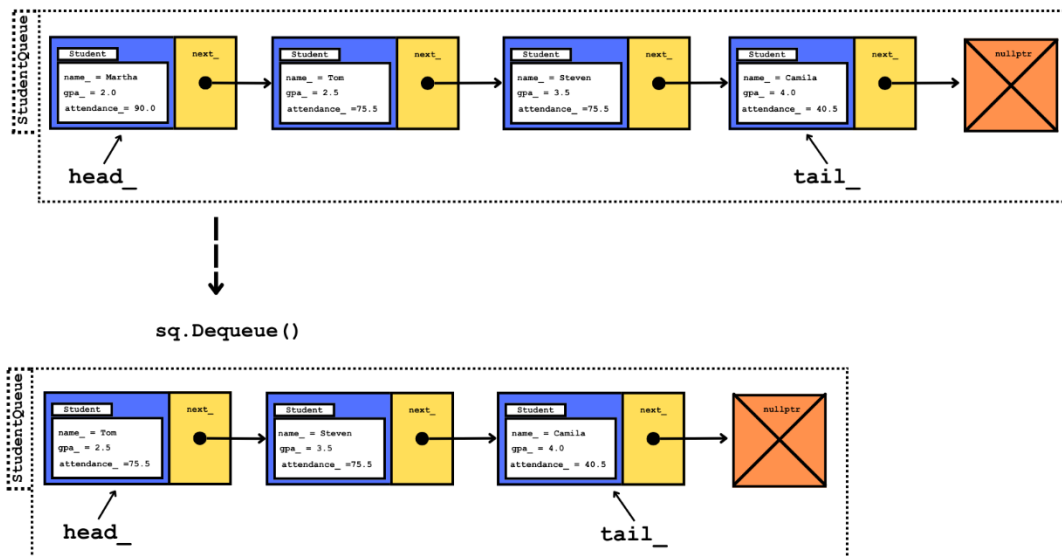 StudentQueue
Student
name_ = Martha
gpa_ = 2.0
attendance_= 90.0
next_
Student
name_ = Tom
gpa_ = 2.5
attendance_ =75.5
next_
Student
name_ = Steven
gpa_ = 3.5
attendance_ =75.5
next_
Student
name_ = Camila
gpa_ = 4.0
attendance_ = 40.5
next_
nullptr
head_
tail_
sq.Dequeue()
StudentQueue
Student
name_ = Tom
gpa_ = 2.5
attendance_ =75.5
next_
Student
name_ = Steven
gpa_ = 3.5
attendance_ =75.5
next_
Student
name_ = Camila
gpa_ = 4.0
attendance_ = 40.5
next_
nullptr
head_
tail_